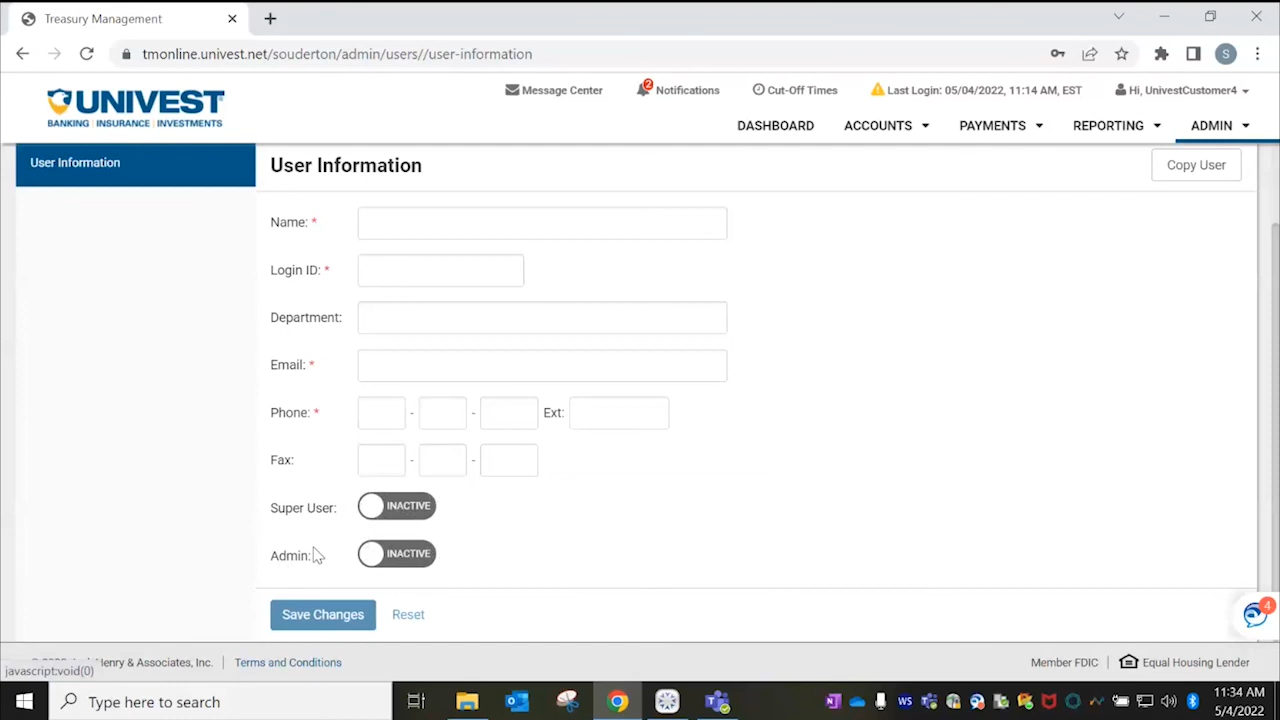 Treasury Management
tmonline.univest.net/souderton/admin/users//user-information
S
UNIVEST
BANKING | INSURANCE | INVESTMENTS
Message Center
2
Notifications
Cut-Off Times
Last Login: 05/04/2022, 11:14 AM, EST
Hi, UnivestCustomer4
DASHBOARD
ACCOUNTS
PAYMENTS
REPORTING
ADMIN
User Information
User Information
Copy User
Name: *
Login ID: *
Department:
Email: *
Phone: * - - Ext:
Fax: - -
Super User: INACTIVE
Admin: INACTIVE
Save Changes
Reset
4
Henry & Associates, Inc. | Terms and Conditions
Member FDIC | Equal Housing Lender
javascript:void(0)
Type here to search
11:34 AM
5/4/2022